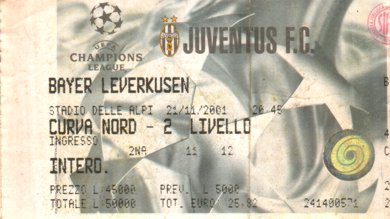 UEFA
CHAMPIONS
LEAGUE
JUVENTUS F.C.
BAYER LEVERKUSEN
STADIO DELLE ALPI 21/11/2001 20.45
CURVA NORD - 2 LIVELLO
INGRESSO
2WA 11 12
INTERO.
PREZZO L 45000 PREV. L 5000
TOTALE L 50000 TOT. EURO 25.82 241400571